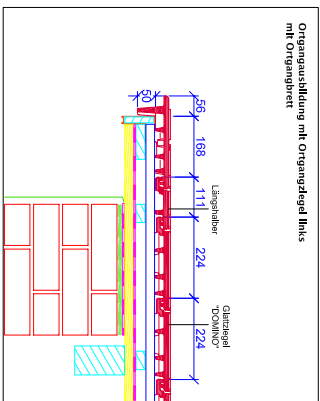 Ortgangausbildung mit Ortgangziegel links
mit Ortgangbrett
50
56
168
111
224
224
Längshalber
Glattziegel
"DOMINO"